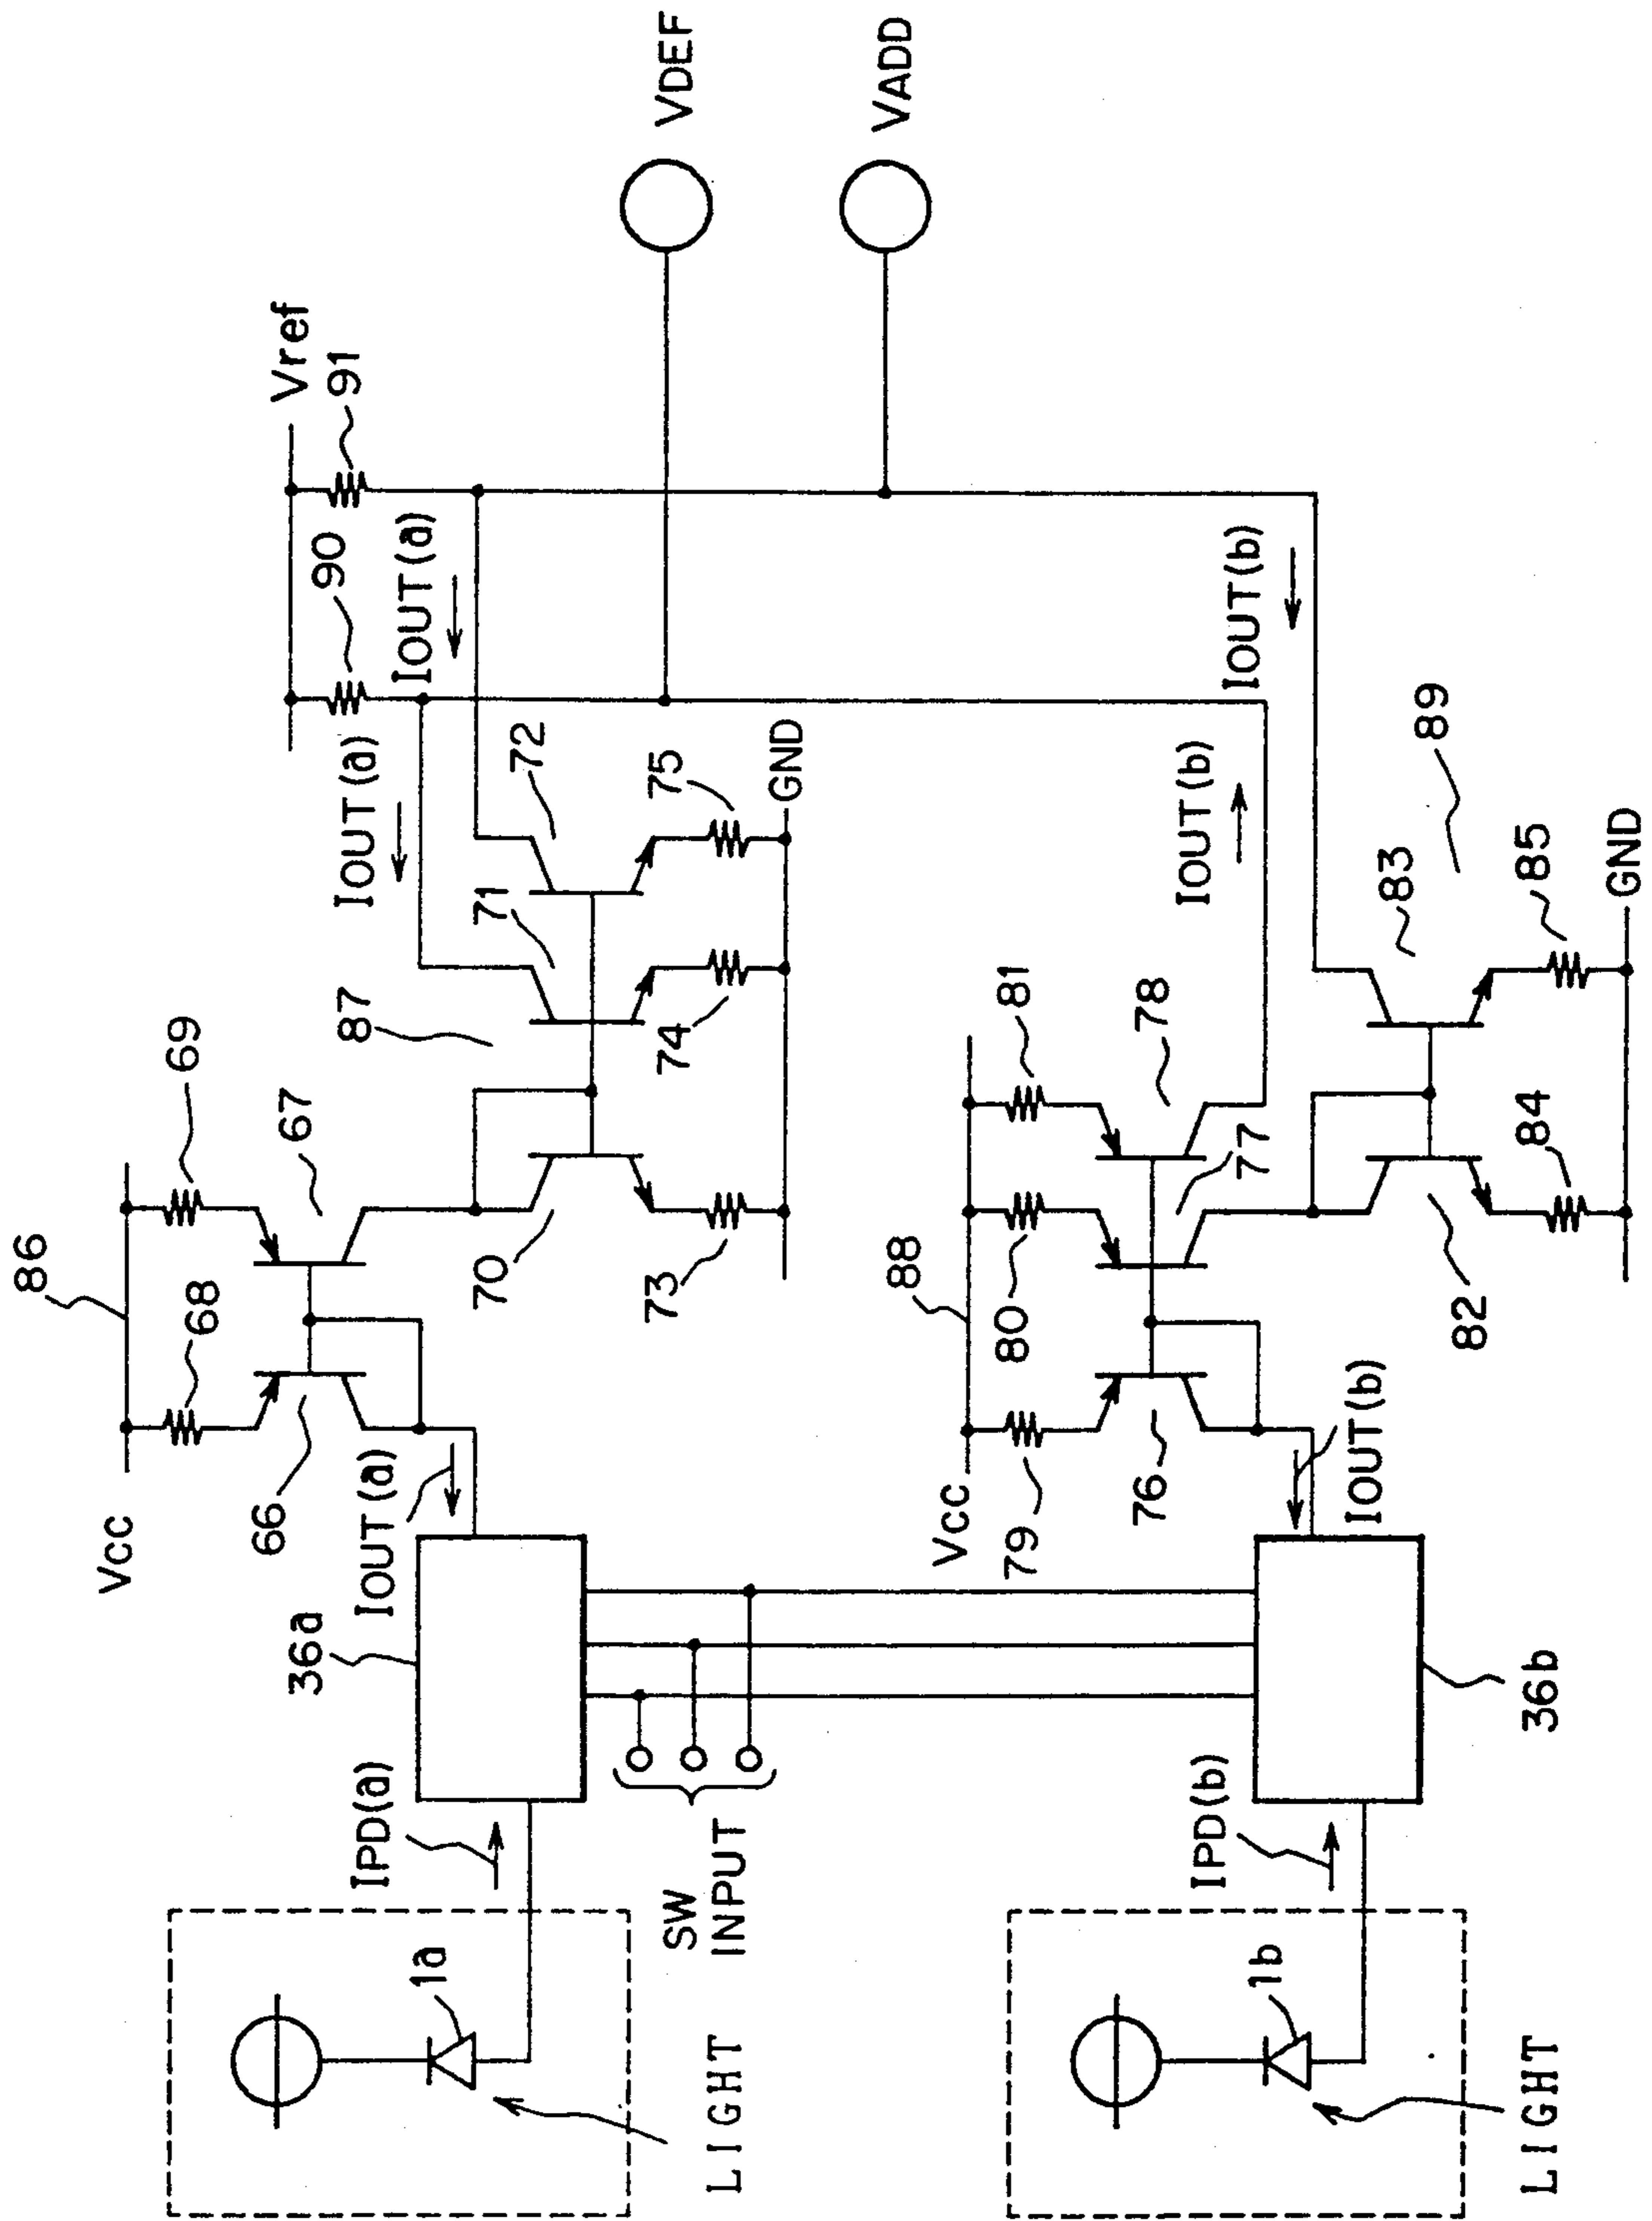 86
Vcc
68
69
66
67
IOUT(a)
36a
IPD(a)
1a
LIGHT
SW
INPUT
87
70
71
72
73
74
75
GND
IOUT(a)
IOUT(a)
90
91
Vref
VDEF
VADD
Vcc
88
79
80
81
76
77
78
IOUT(b)
IOUT(b)
IOUT(b)
36b
IPD(b)
1b
LIGHT
82
83
84
85
89
GND